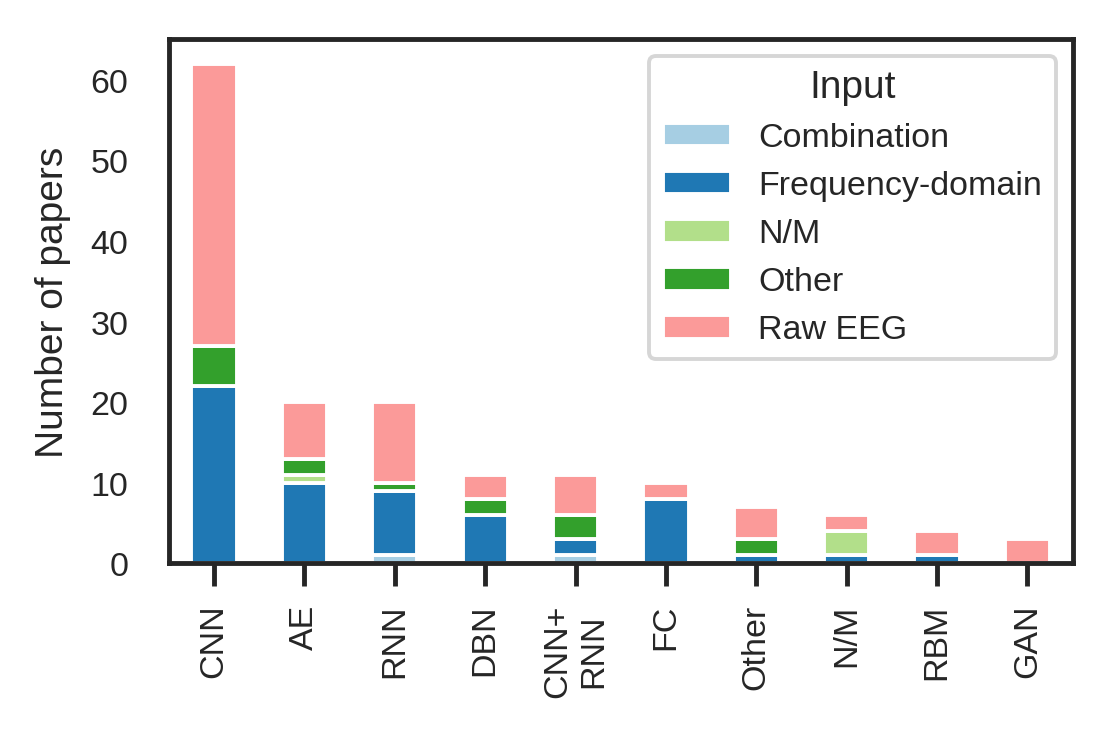 Number of papers
60
50
40
30
20
10
0
Input
Combination
Frequency-domain
N/M
Other
Raw EEG
CNN
AE
RNN
DBN
CNN+
RNN
FC
Other
N/M
RBM
GAN